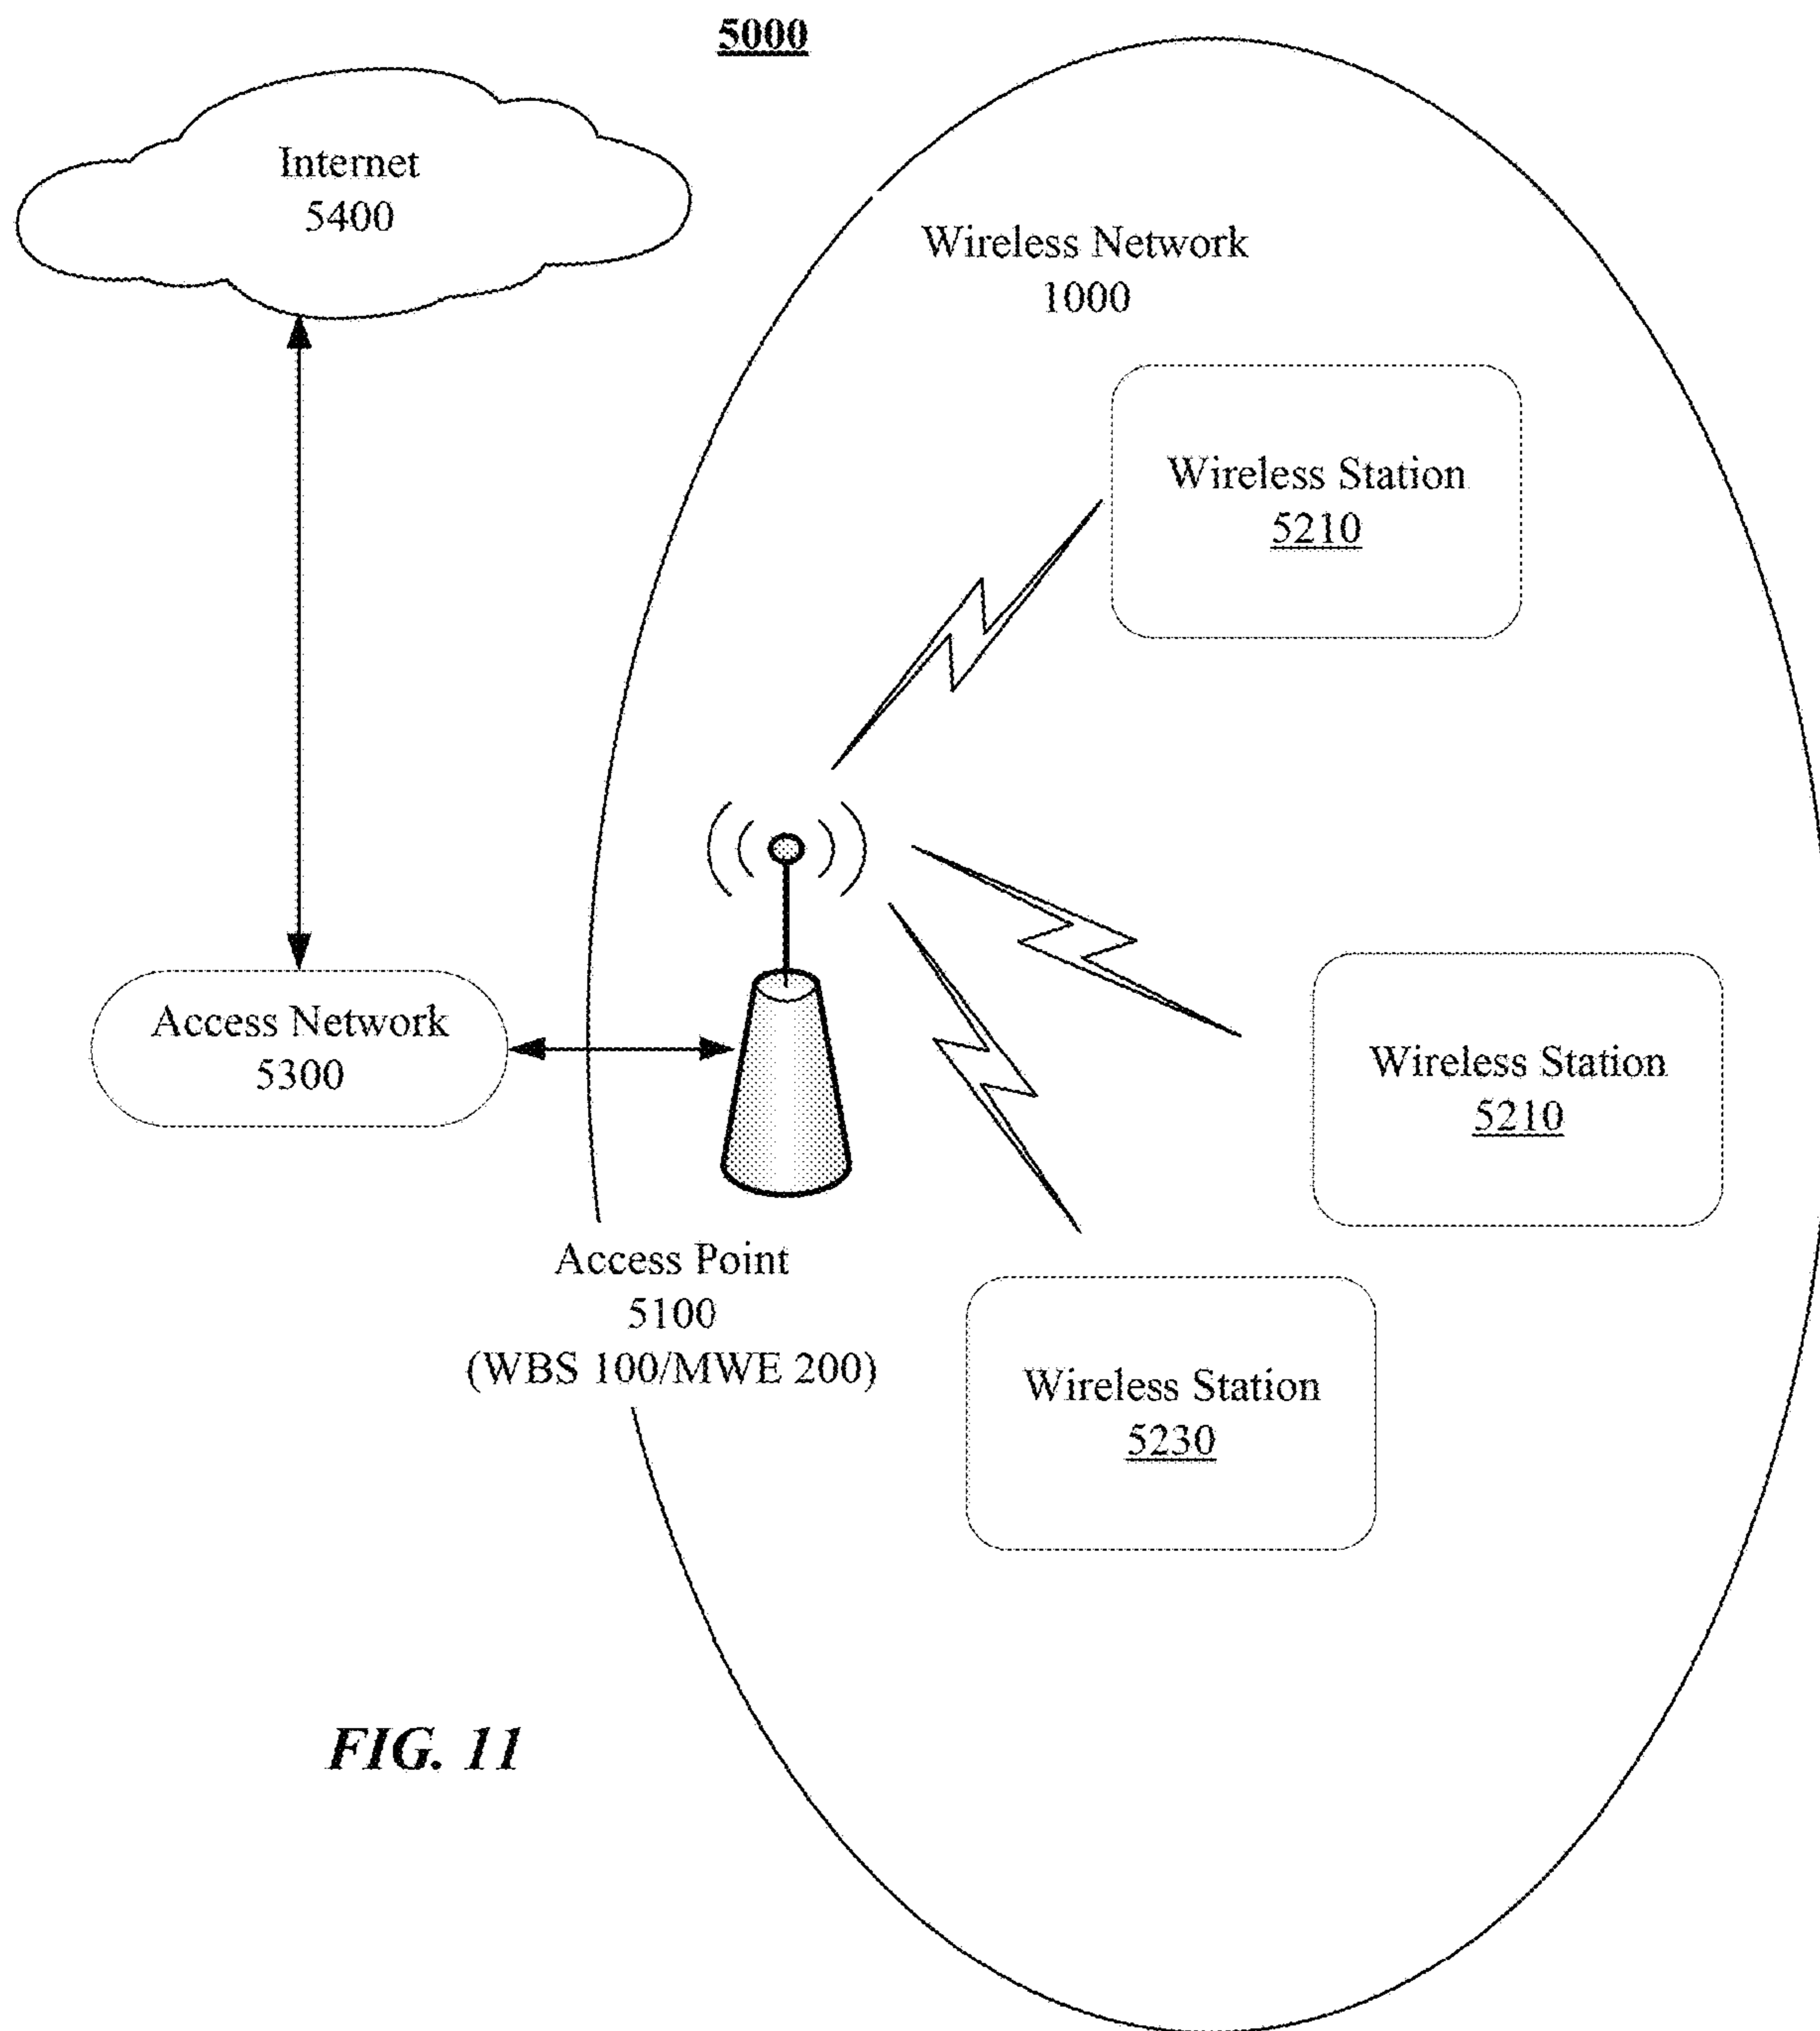 5000
Internet
5400
Wireless Network
1000
Wireless Station
5210
Access Network
5300
Wireless Station
5210
Access Point
5100
(WBS 100/MWE 200)
Wireless Station
5230
FIG. 11